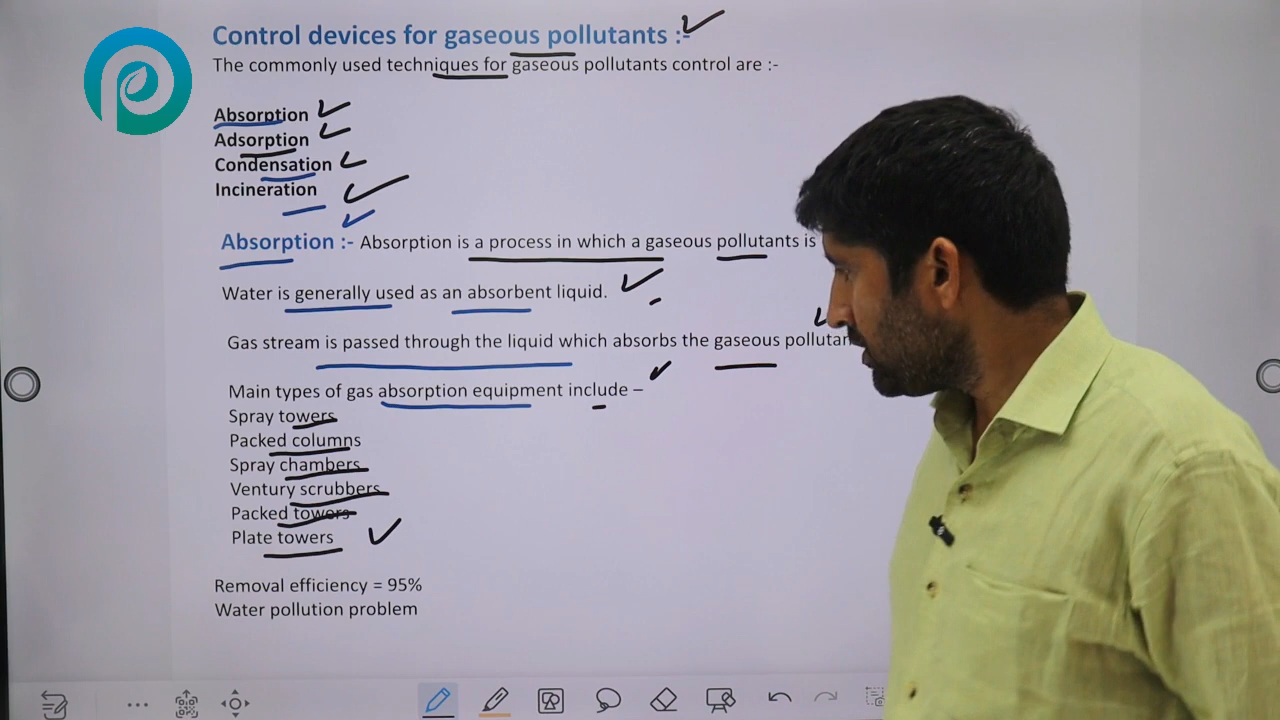 Control devices for gaseous pollutants :-
The commonly used techniques for gaseous pollutants control are :-
Absorption
Adsorption
Condensation
Incineration
Absorption :- Absorption is a process in which a gaseous pollutants is
Water is generally used as an absorbent liquid.
Gas stream is passed through the liquid which absorbs the gaseous
Main types of gas absorption equipment include –
Spray towers
Packed columns
Spray chambers
Ventury scrubbers
Packed towers
Plate towers
Removal efficiency = 95%
Water pollution problem